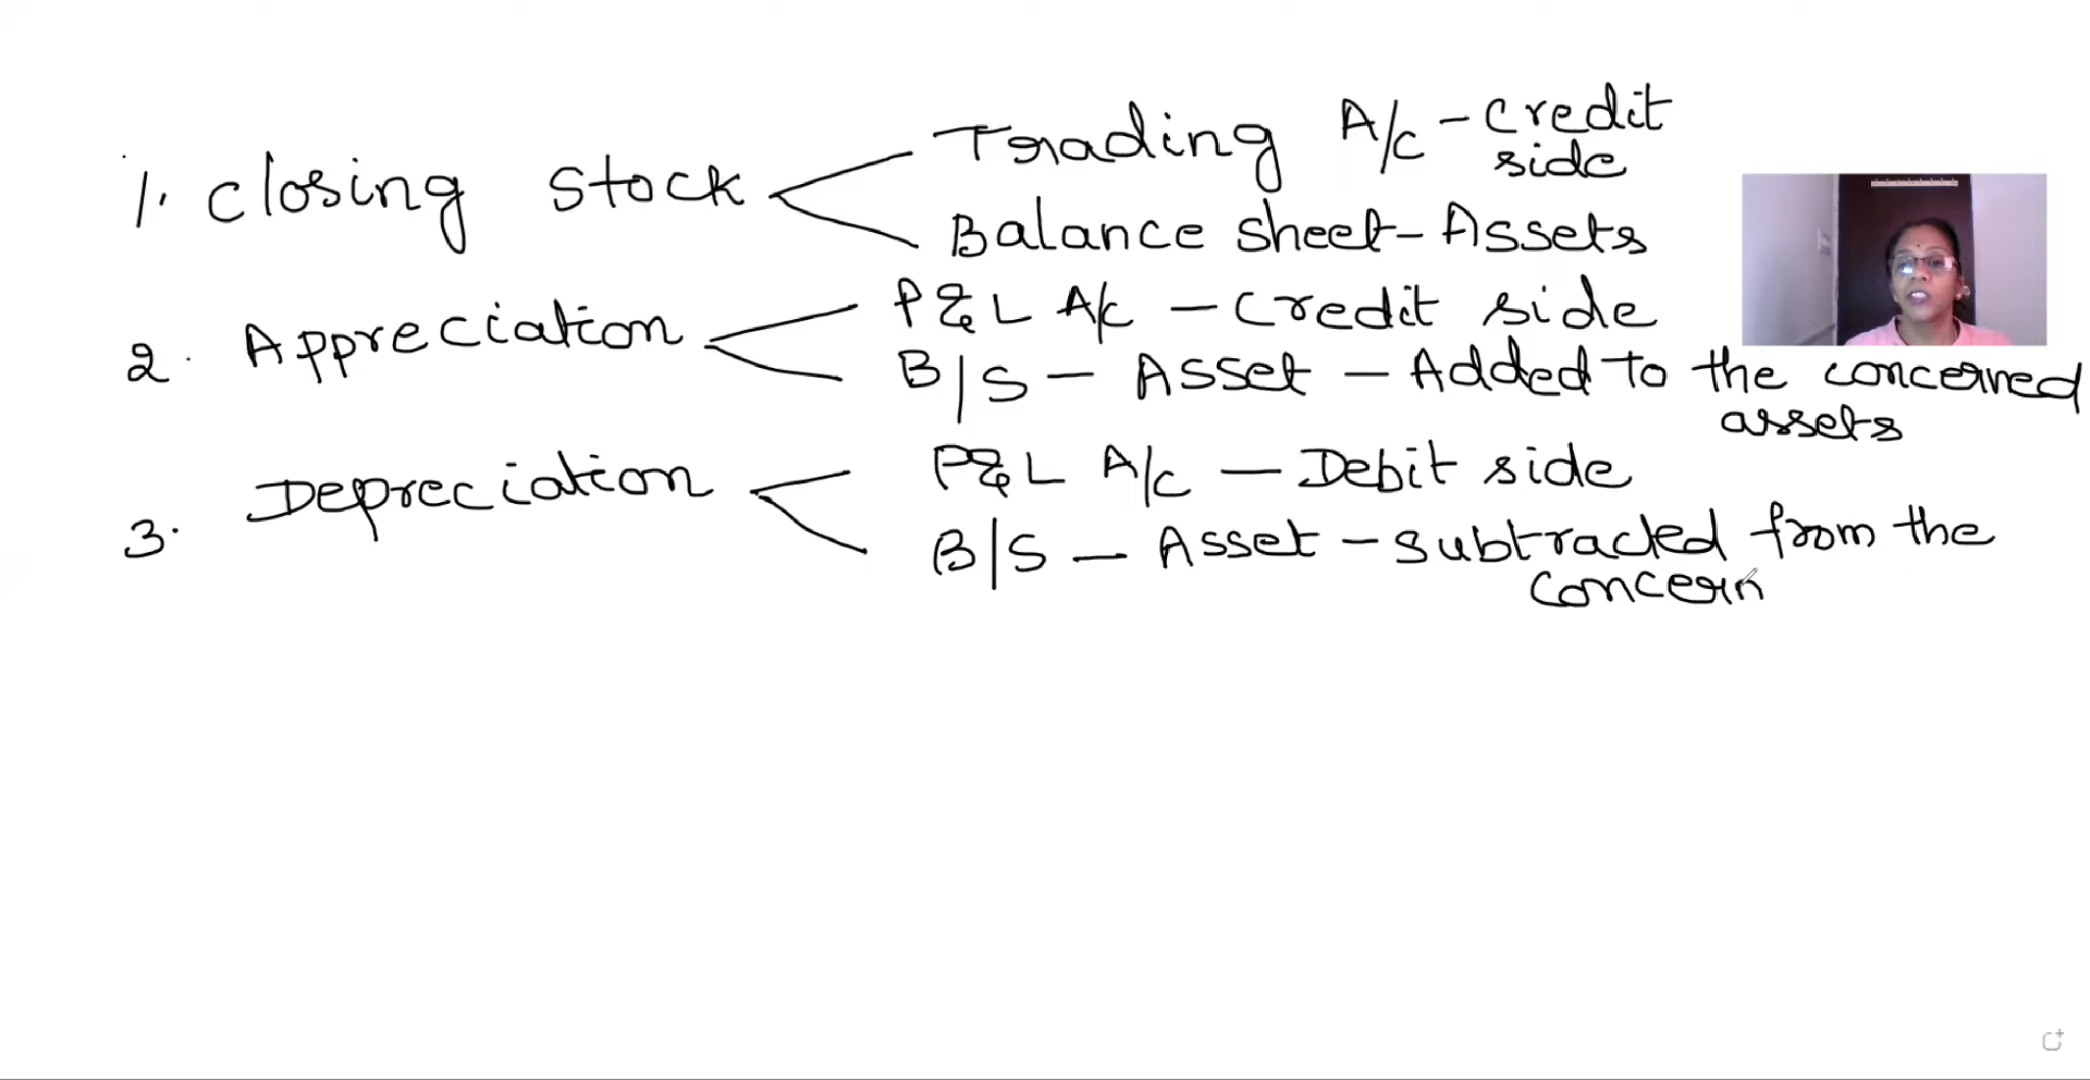 1. Closing Stock
Trading A/c - Credit
side
Balance sheet - Assets
2. Appreciation
P&L A/c - Credit side
B/S - Asset - Added to the concerned
assets
3. Depreciation
P&L A/c - Debit side
B/S - Asset - subtracted from the
concern